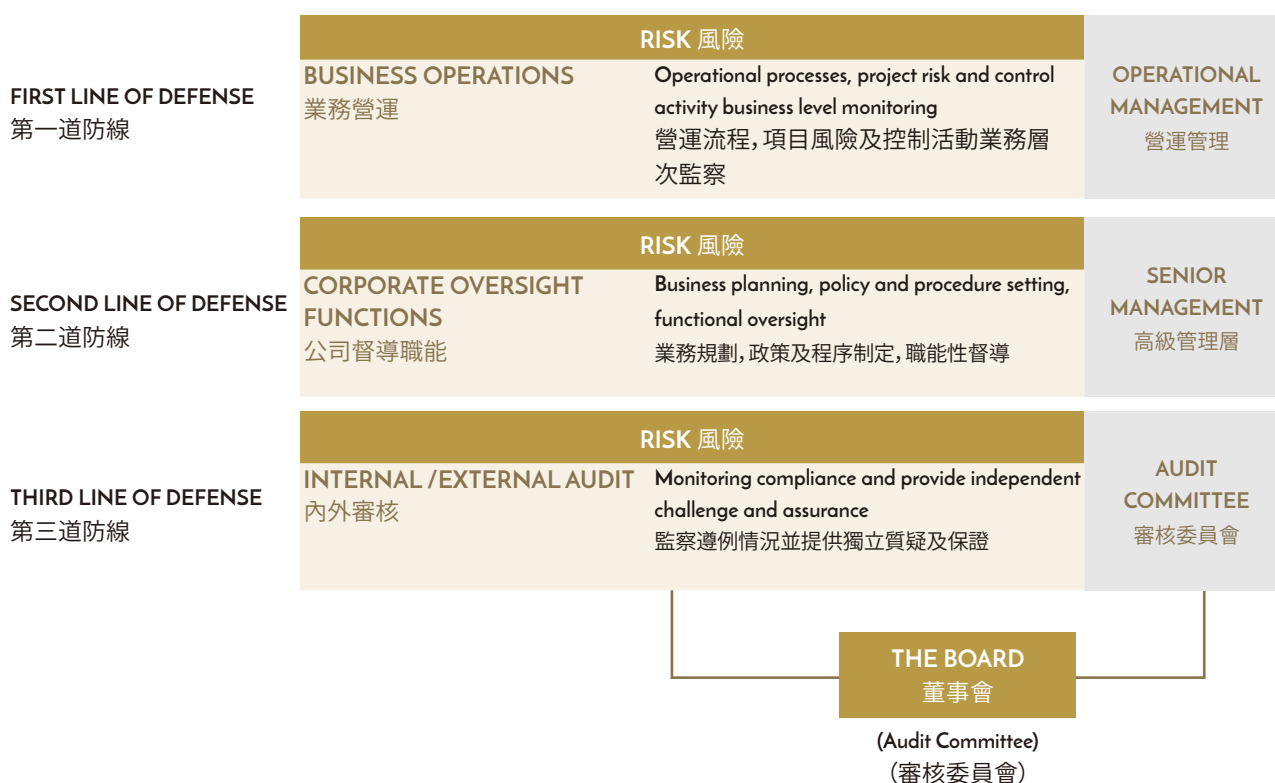 RISK 風險
FIRST LINE OF DEFENSE
第一道防線
BUSINESS OPERATIONS
業務營運
Operational processes, project risk and control
activity business level monitoring
營運流程，項目風險及控制活動業務層
次監察
OPERATIONAL
MANAGEMENT
營運管理
RISK 風險
SECOND LINE OF DEFENSE
第二道防線
CORPORATE OVERSIGHT
FUNCTIONS
公司督導職能
Business planning, policy and procedure setting,
functional oversight
業務規劃，政策及程序制定，職能性督導
SENIOR
MANAGEMENT
高級管理層
RISK 風險
THIRD LINE OF DEFENSE
第三道防線
INTERNAL /EXTERNAL AUDIT
內外審核
Monitoring compliance and provide independent
challenge and assurance
監察遵例情況並提供獨立質疑及保證
AUDIT
COMMITTEE
審核委員會
THE BOARD
董事會
(Audit Committee)
（審核委員會）